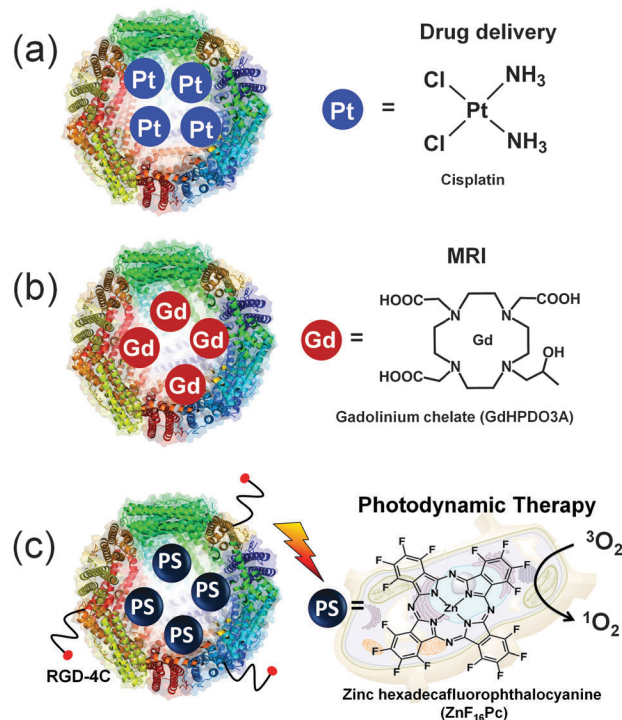 (a)
Pt Pt
Pt Pt
Drug delivery
Pt =
Cl NH3
Pt
Cl NH3
Cisplatin
(b)
Gd
Gd Gd
Gd
MRI
Gd =
HOOC COOH
N N
Gd
OH
N N
HOOC
Gadolinium chelate (GdHPDO3A)
(c)
PS
PS PS
PS
RGD-4C
Photodynamic Therapy
PS =
F F F F
F F
F F
N N N
N Zn N
N N N
F F
F F
F F F F
³O₂
¹O₂
Zinc hexadecafluorophthalocyanine
(ZnF₁₆Pc)